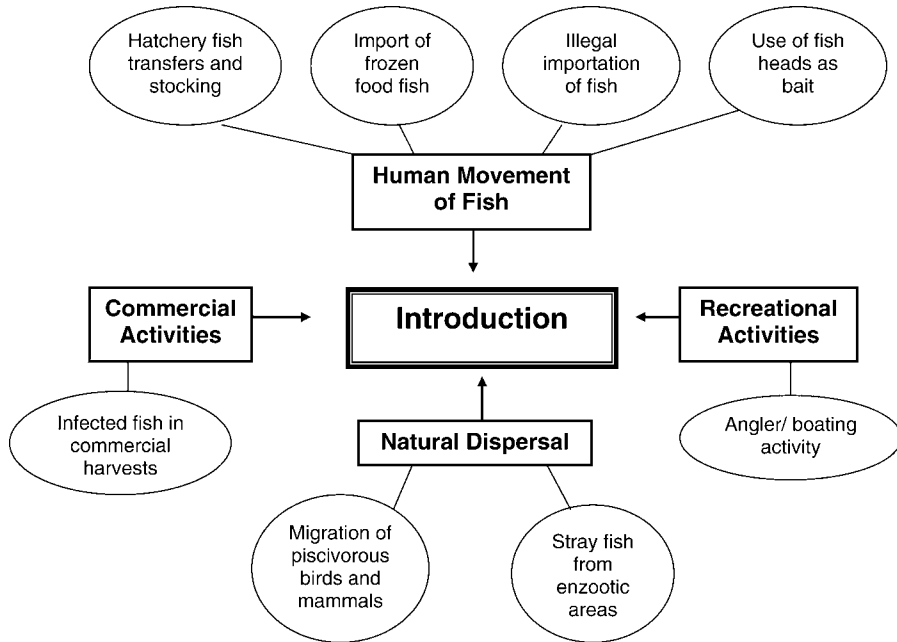 Hatchery fish
transfers and
stocking
Import of
frozen
food fish
Illegal
importation
of fish
Use of fish
heads as
bait
Human Movement
of Fish
Commercial
Activities
Introduction
Recreational
Activities
Infected fish in
commercial
harvests
Natural Dispersal
Angler/ boating
activity
Migration of
piscivorous
birds and
mammals
Stray fish
from
enzootic
areas